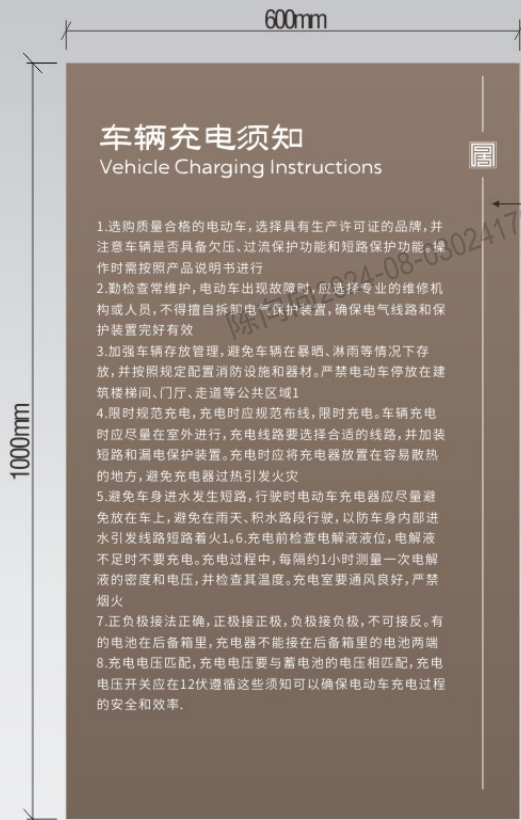 600mm
1000mm
车辆充电须知
Vehicle Charging Instructions
居
1.选购质量合格的电动车,选择具有生产许可证的品牌,并
注意车辆是否具备欠压、过流保护功能和短路保护功能。操
作时需按照产品说明书进行
2.勤检查常维护,电动车出现故障时,应选择专业的维修机
构或人员,不得擅自拆卸电气保护装置,确保电气线路和保
护装置完好有效
3.加强车辆存放管理,避免车辆在暴晒、淋雨等情况下存
放,并按照规定配置消防设施和器材。严禁电动车停放在建
筑楼梯间、门厅、走道等公共区域1
4.限时规范充电,充电时应规范布线,限时充电。车辆充电
时应尽量在室外进行,充电线路要选择合适的线路,并加装
短路和漏电保护装置。充电时应将充电器放置在容易散热
的地方,避免充电器过热引发火灾
5.避免车身进水发生短路,行驶时电动车充电器应尽量避
免放在车上,避免在雨天、积水路段行驶,以防车身内部进
水引发线路短路着火1。6.充电前检查电解液液位,电解液
不足时不要充电。充电过程中,每隔约1小时测量一次电解
液的密度和电压,并检查其温度。充电室要通风良好,严禁
烟火
7.正负极接法正确,正极接正极,负极接负极,不可接反。有
的电池在后备箱里,充电器不能接在后备箱里的电池两端
8.充电电压匹配,充电电压要与蓄电池的电压相匹配,充电
电压开关应在12伏遵循这些须知可以确保电动车充电过程
的安全和效率.